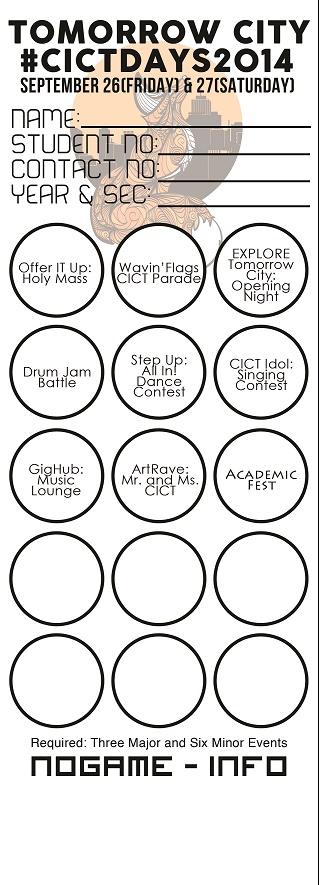 TOMORROW CITY
#CICTDAYS2014
SEPTEMBER 26(FRIDAY) & 27(SATURDAY)
NAME:
STUDENT NO:
CONTACT NO:
YEAR & SEC:
Offer IT Up:
Holy Mass
Wavin'Flags
CICT Parade
EXPLORE
Tomorrow
City:
Opening
Night
Drum Jam
Battle
Step Up:
All In!
Dance
Contest
CICT Idol:
Singing
Contest
GigHub:
Music
Lounge
ArtRave:
Mr. and Ms.
CICT
ACADEMIC
FEST
Required: Three Major and Six Minor Events
NOGAME - INFO